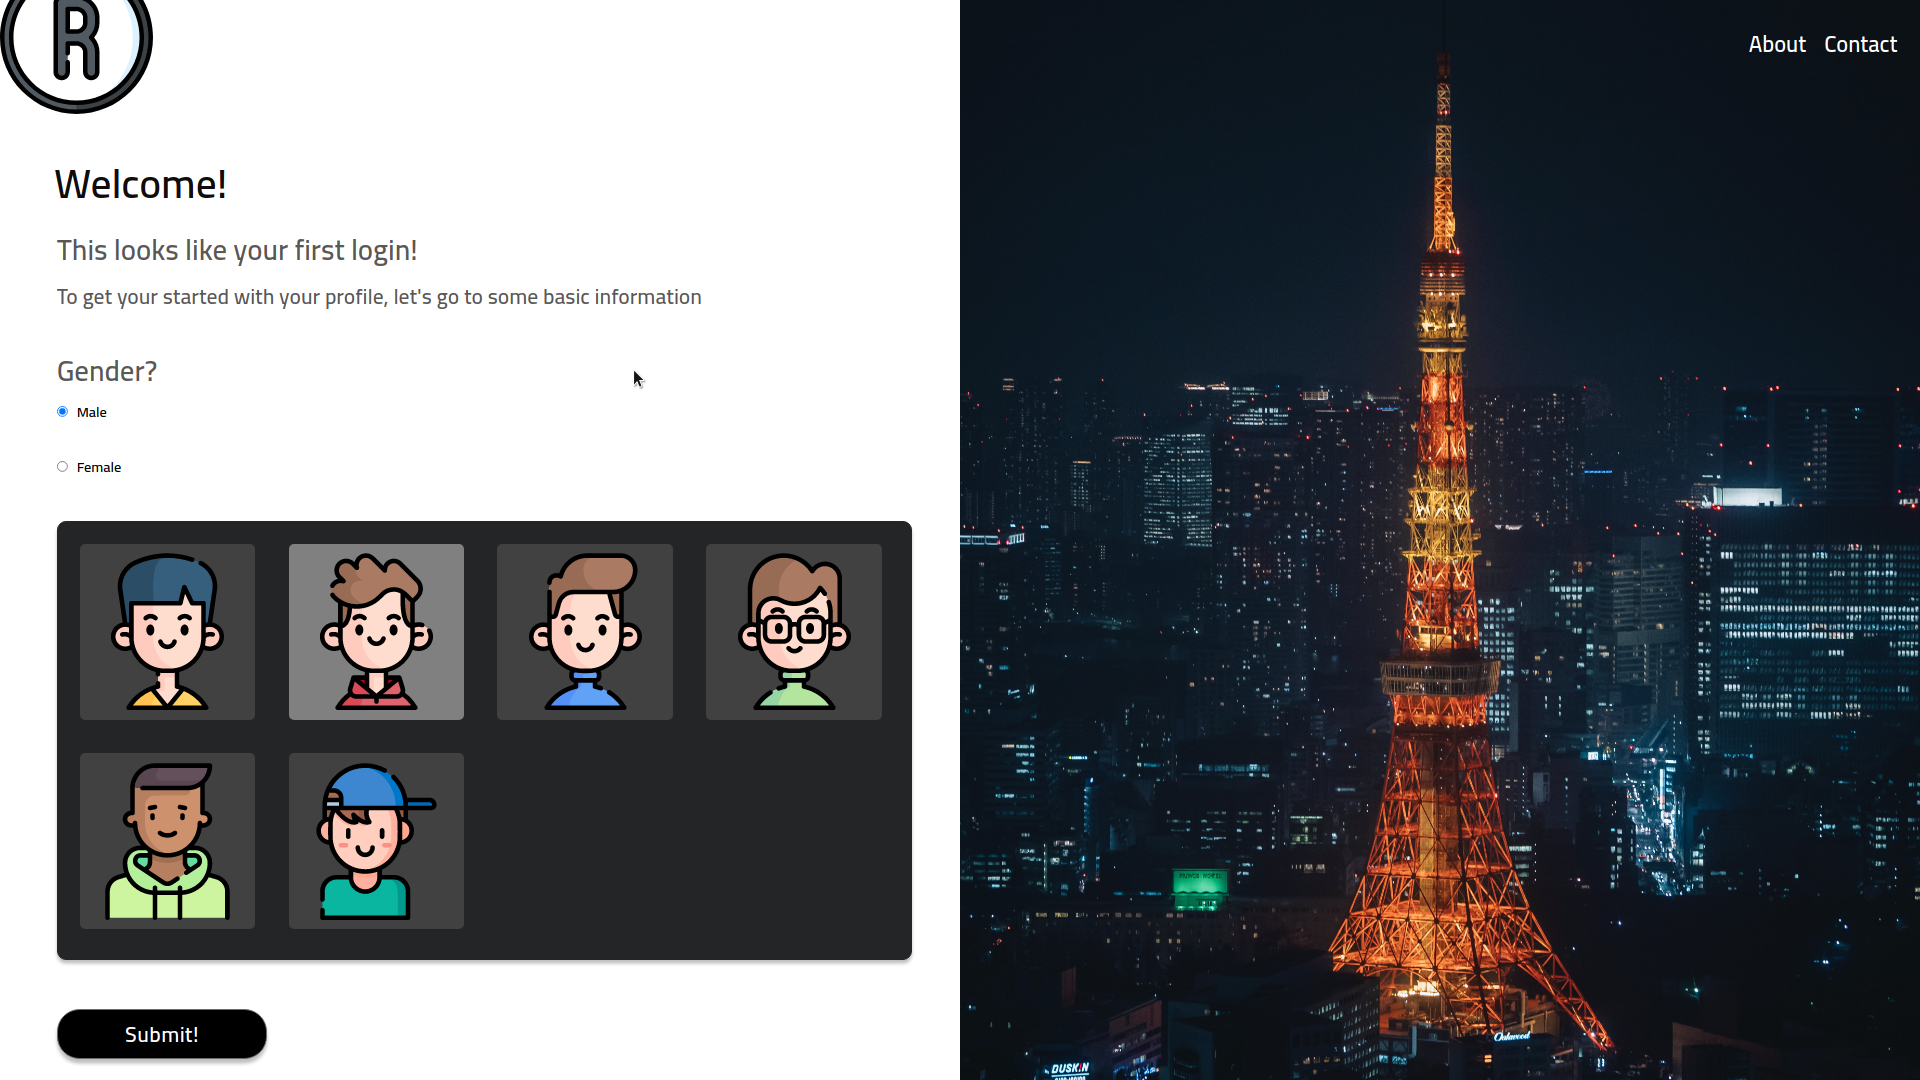 R
About Contact
Welcome!
This looks like your first login!
To get your started with your profile, let's go to some basic information
Gender?
Male
Female
Submit!
Oakwood
DUSKIN